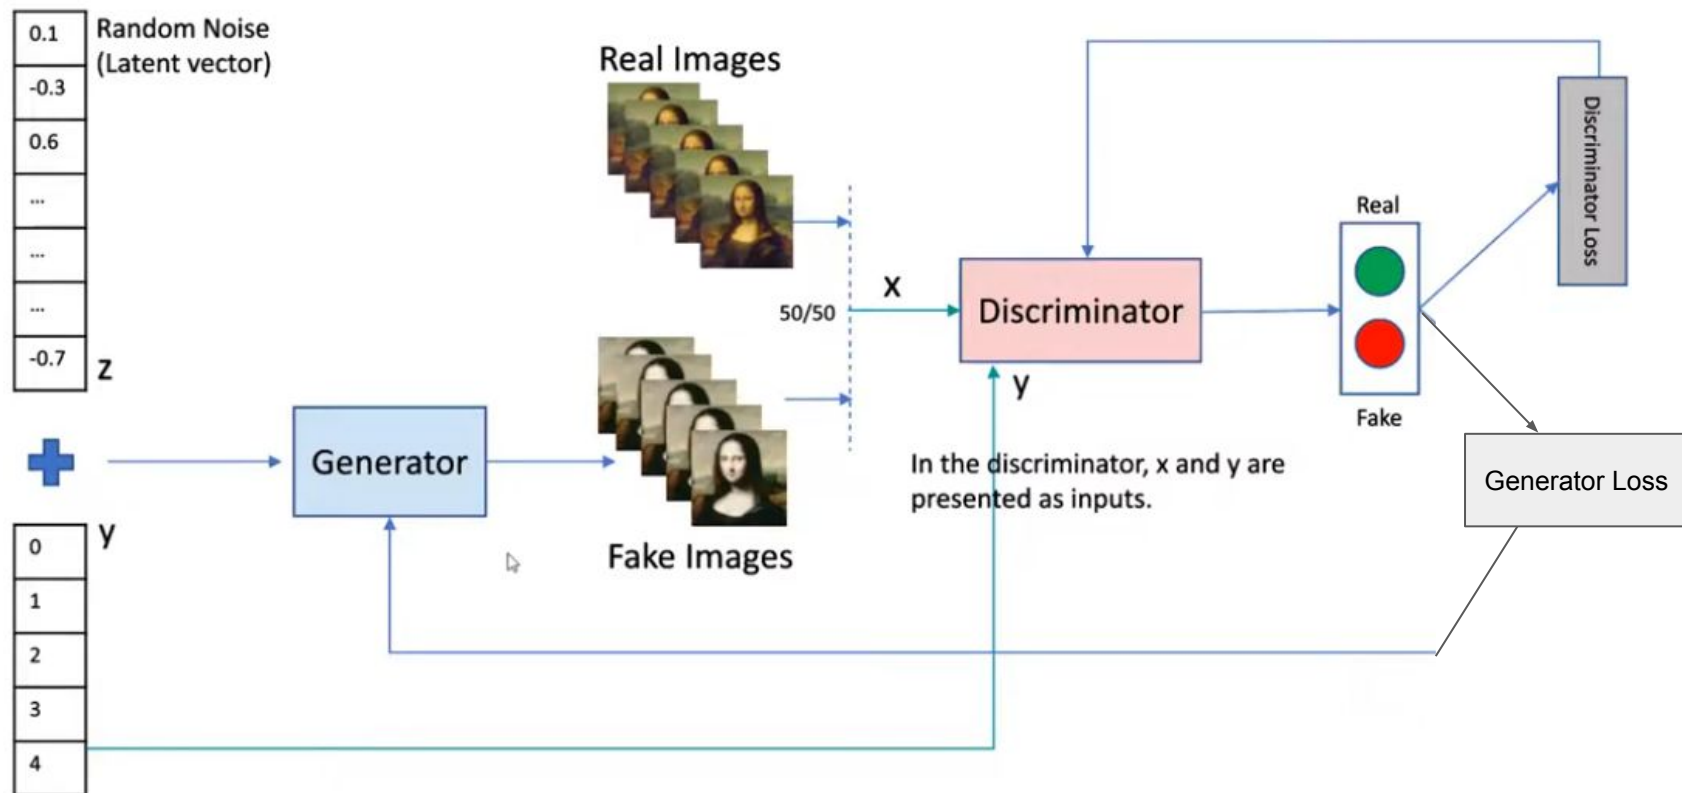 0.1
-0.3
0.6
...
...
...
-0.7
Random Noise
(Latent vector)
z
y
0
1
2
3
4
Generator
Real Images
Fake Images
50/50
x
Discriminator
y
In the discriminator, x and y are
presented as inputs.
Real
Fake
Discriminator Loss
Generator Loss